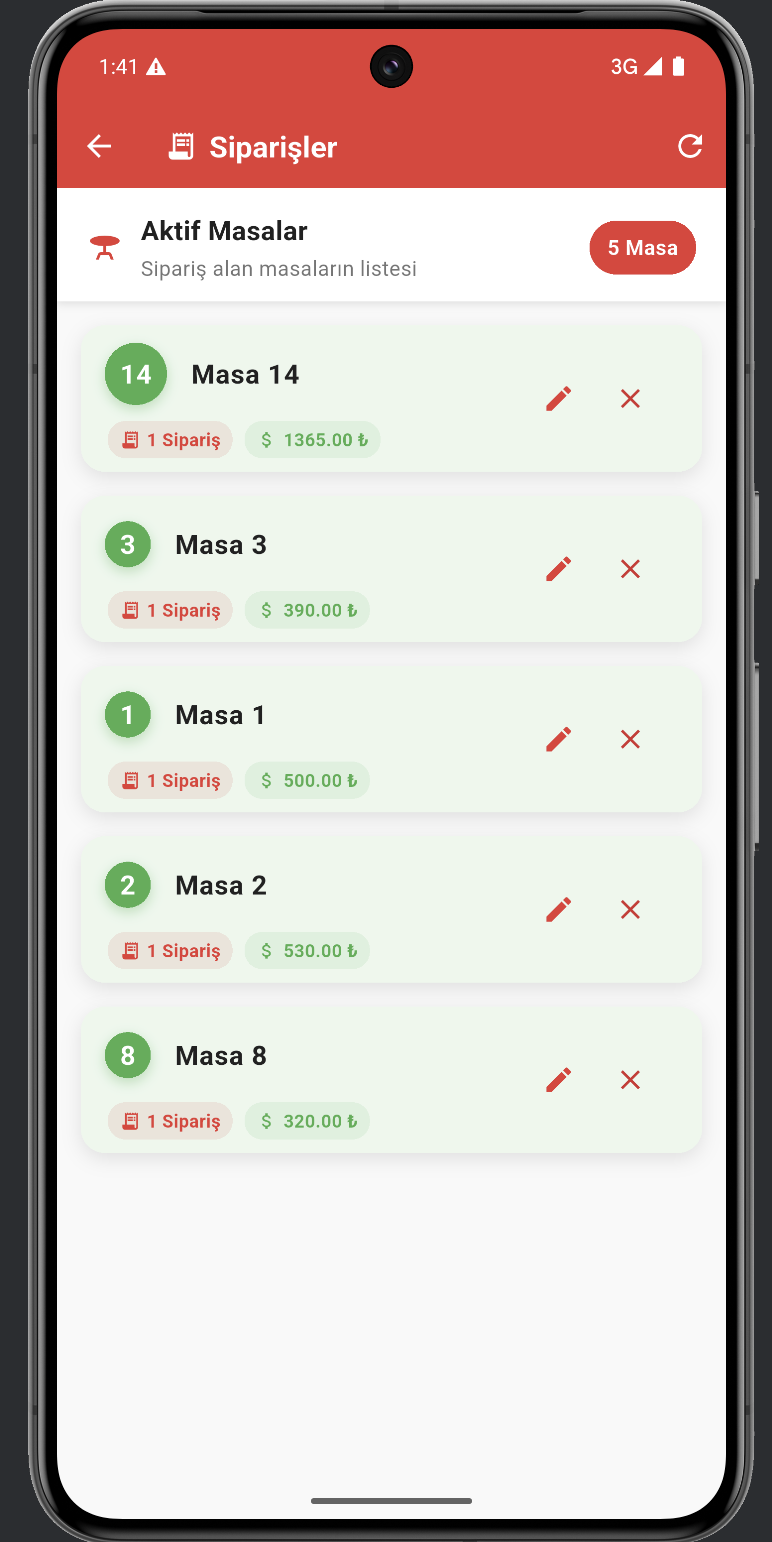 1:41 3G
Siparişler
Aktif Masalar
Sipariş alan masaların listesi
5 Masa
14 Masa 14
1 Sipariş $ 1365.00 ₺
3 Masa 3
1 Sipariş $ 390.00 ₺
1 Masa 1
1 Sipariş $ 500.00 ₺
2 Masa 2
1 Sipariş $ 530.00 ₺
8 Masa 8
1 Sipariş $ 320.00 ₺